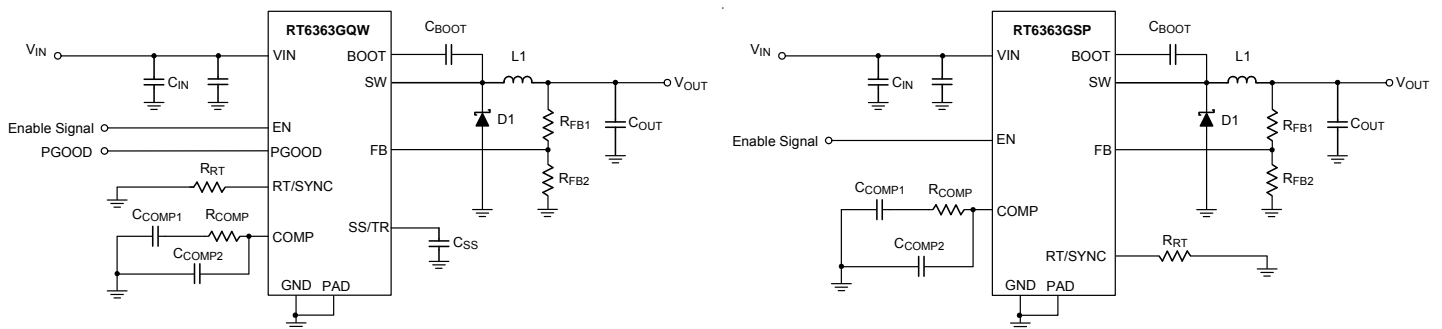 RT6363GQW
VIN
CIN
VIN
BOOT
CBOOT
SW
L1
VOUT
D1
RFB1
COUT
Enable Signal
EN
PGOOD
PGOOD
FB
RRT
RT/SYNC
RFB2
CCOMP1
RCOMP
COMP
CCOMP2
SS/TR
CSS
GND
PAD
RT6363GSP
VIN
CIN
VIN
BOOT
CBOOT
SW
L1
VOUT
D1
RFB1
COUT
Enable Signal
EN
FB
RFB2
CCOMP1
RCOMP
COMP
CCOMP2
RT/SYNC
RRT
GND
PAD